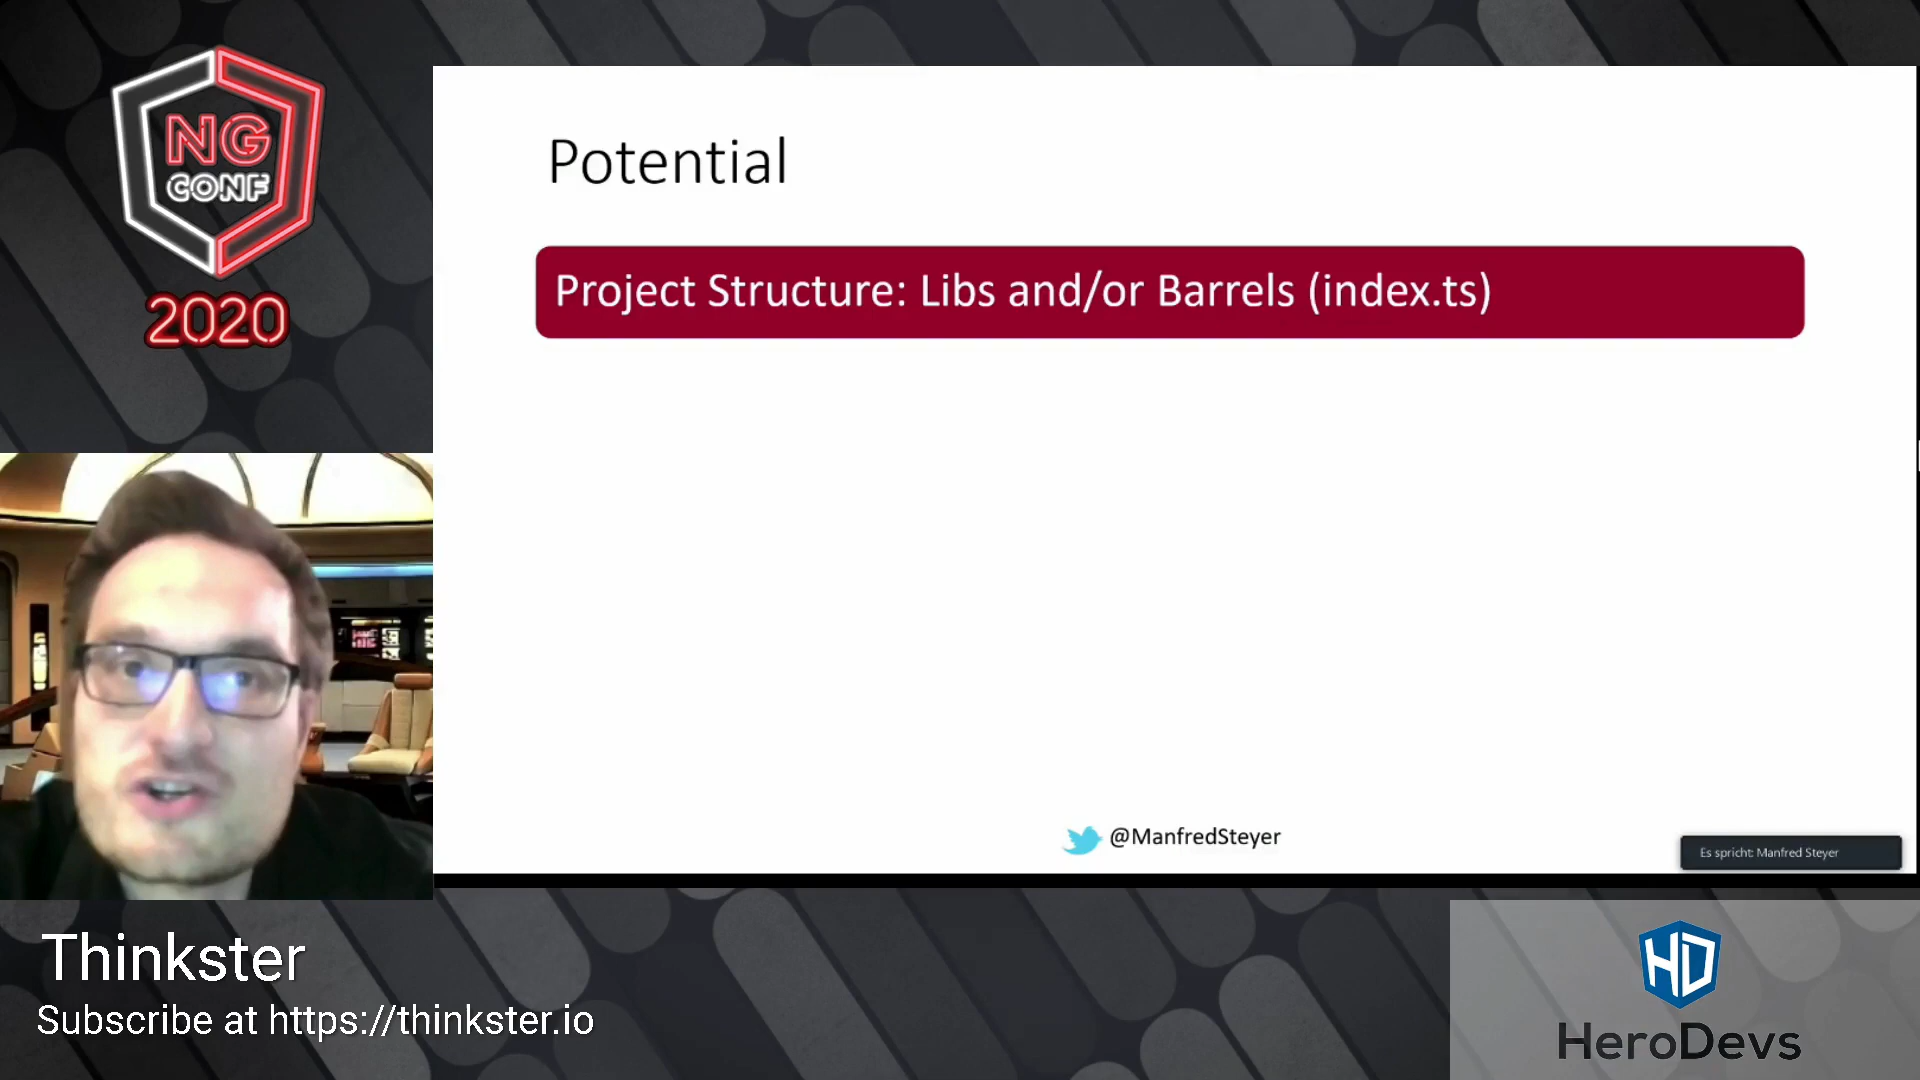 NG
CONF
2020
Potential
Project Structure: Libs and/or Barrels (index.ts)
@ManfredSteyer
Es spricht: Manfred Steyer
Thinkster
Subscribe at https://thinkster.io
HD
HeroDevs